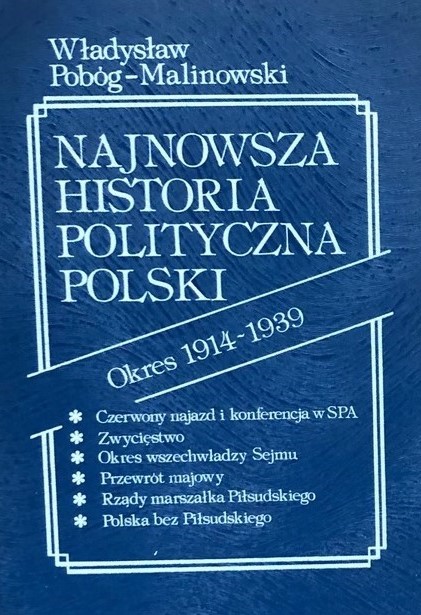 Władysław
Pobóg-Malinowski
NAJNOWSZA
HISTORIA
POLITYCZNA
POLSKI
Okres 1914-1939
* Czerwony najazd i konferencja w SPA
* Zwycięstwo
* Okres wszechwładzy Sejmu
* Przewrót majowy
* Rządy marszałka Piłsudskiego
* Polska bez Piłsudskiego